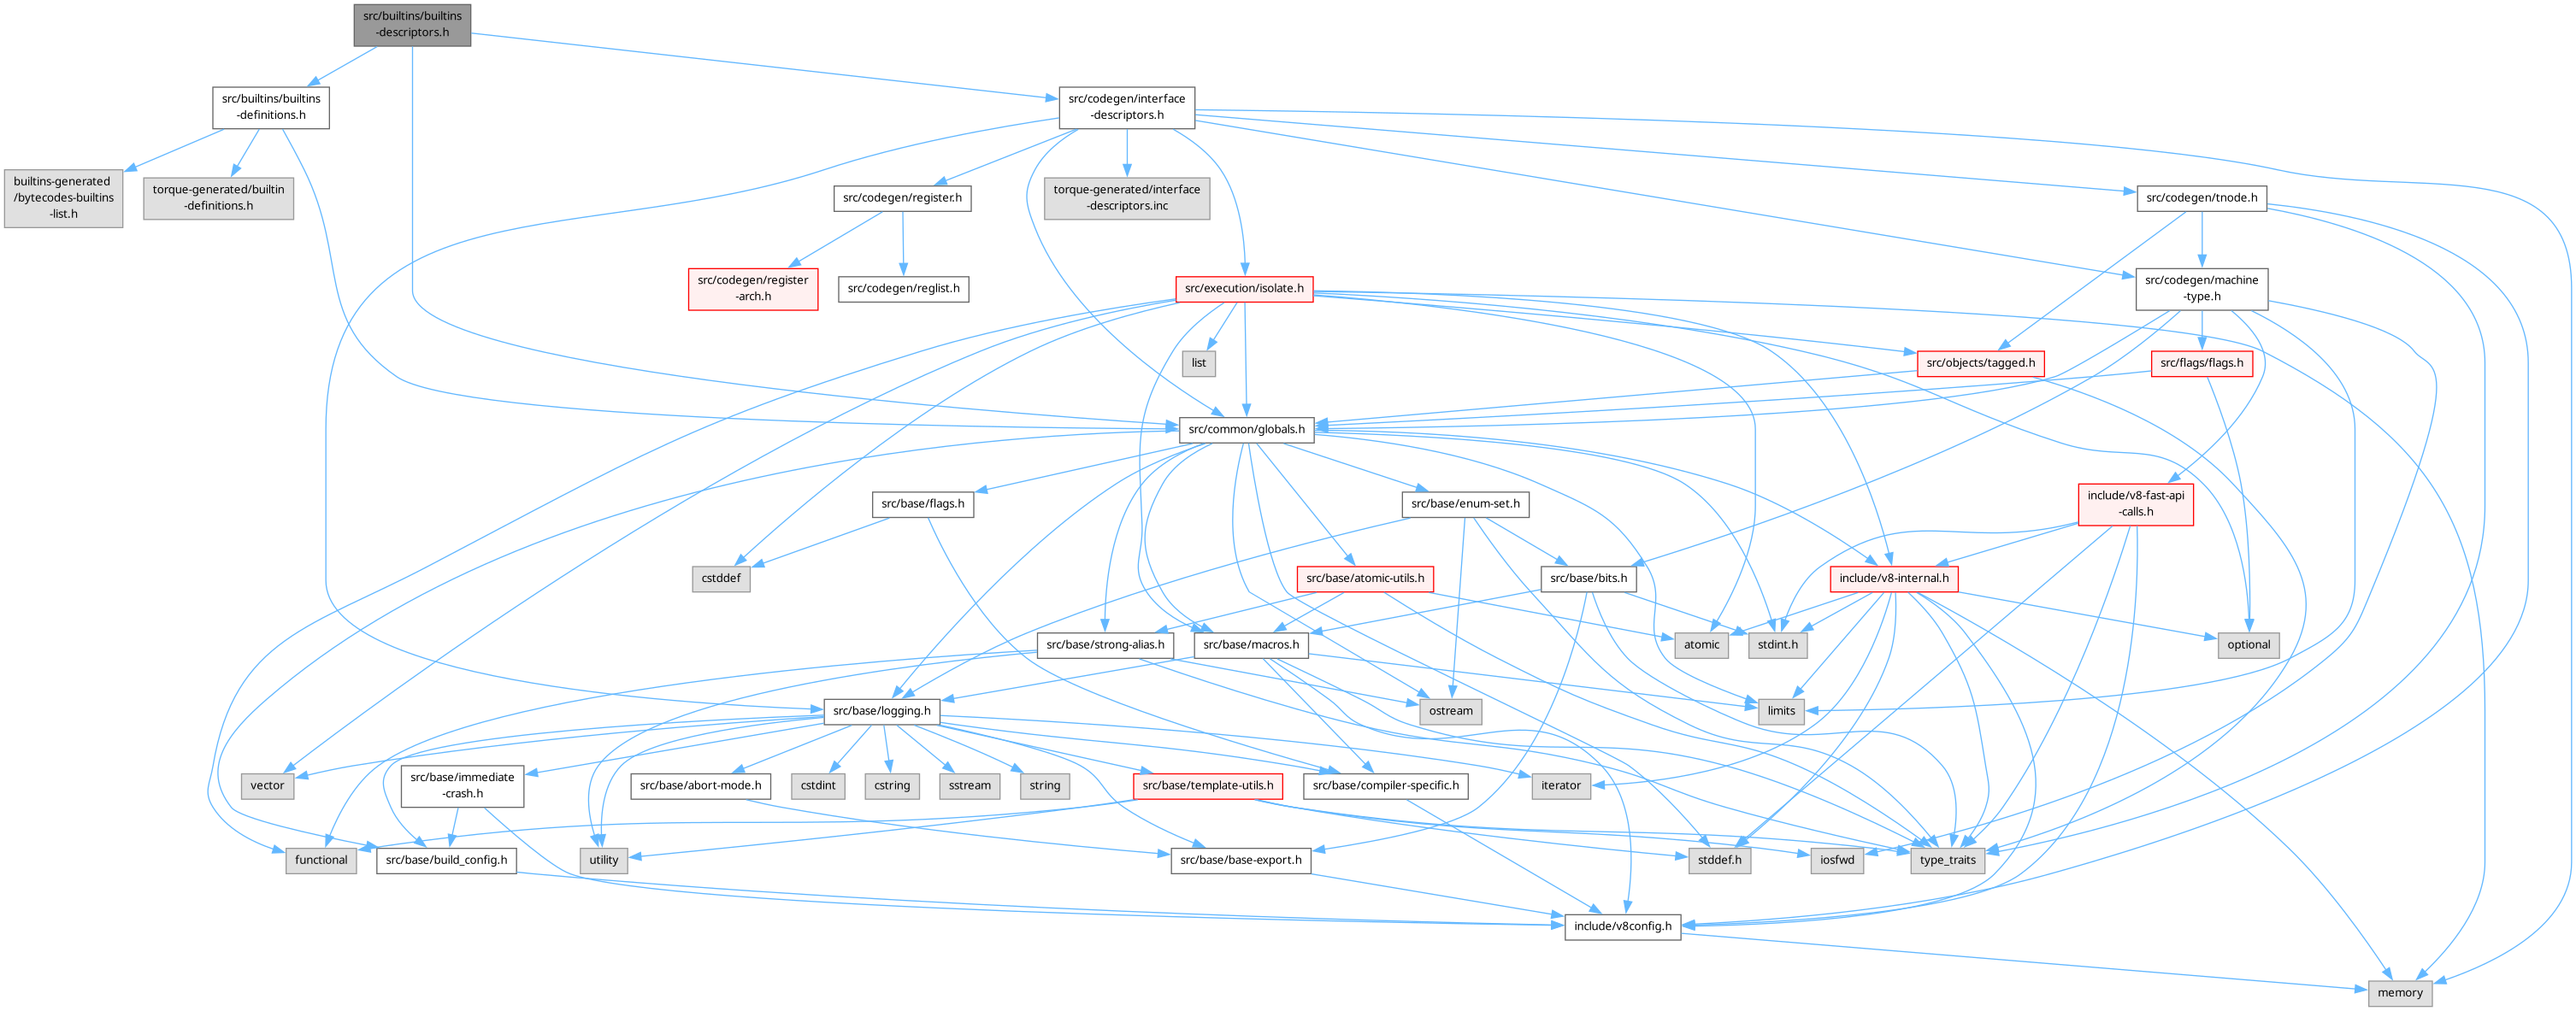 src/builtins/builtins
-descriptors.h
src/builtins/builtins
-definitions.h
src/codegen/interface
-descriptors.h
builtins-generated
/bytecodes-builtins
-list.h
torque-generated/builtin
-definitions.h
src/codegen/register.h
torque-generated/interface
-descriptors.inc
src/codegen/tnode.h
src/codegen/register
-arch.h
src/codegen/reglist.h
src/execution/isolate.h
src/codegen/machine
-type.h
list
src/objects/tagged.h
src/flags/flags.h
src/common/globals.h
src/base/flags.h
src/base/enum-set.h
include/v8-fast-api
-calls.h
cstddef
src/base/atomic-utils.h
src/base/bits.h
include/v8-internal.h
src/base/strong-alias.h
src/base/macros.h
atomic
stdint.h
optional
src/base/logging.h
ostream
limits
vector
src/base/immediate
-crash.h
src/base/abort-mode.h
cstdint
cstring
sstream
string
src/base/template-utils.h
src/base/compiler-specific.h
iterator
functional
src/base/build_config.h
utility
src/base/base-export.h
stddef.h
iosfwd
type_traits
include/v8config.h
memory